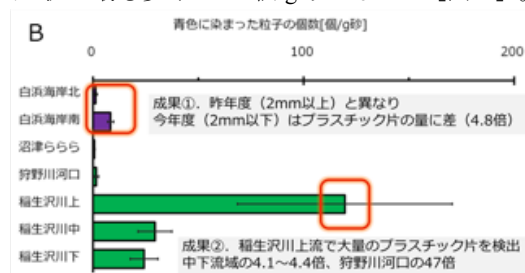 B
青色に染まった粒子の個数[個/g砂]
0
200
白浜海岸北
白浜海岸南
沼津ららら
狩野川河口
稲生沢川上
稲生沢川中
稲生沢川下
成果①．昨年度（2mm以上）と異なり
今年度（2mm以下）はプラスチック片の量に差（4.8倍）
成果②．稲生沢川上流で大量のプラスチック片を検出
中下流域の4.1～4.4倍、狩野川河口の47倍